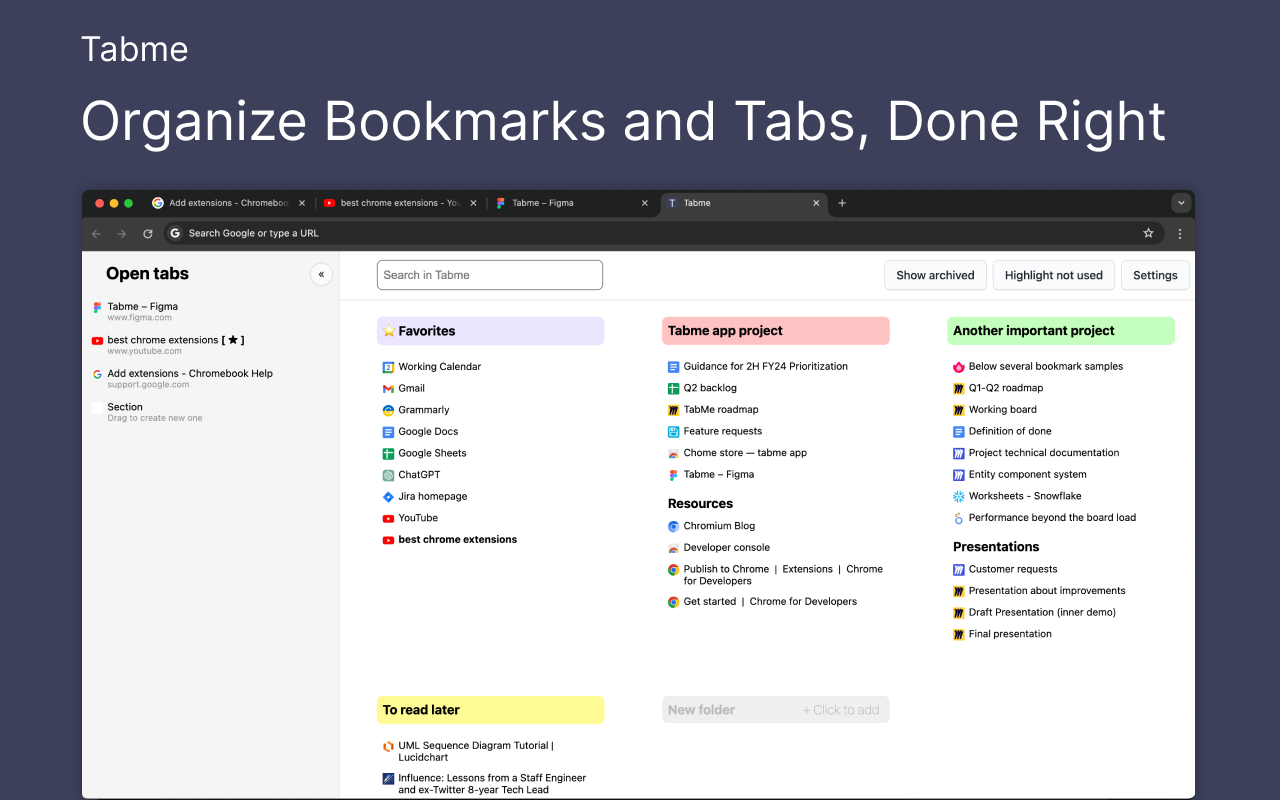 Tabme
Organize Bookmarks and Tabs, Done Right
Add extensions - Chromeboo
best chrome extensions - You
Tabme – Figma
T
Tabme
G
Search Google or type a URL
Open tabs
«
Search in Tabme
Show archived
Highlight not used
Settings
Tabme – Figma
www.figma.com
best chrome extensions [ ★ ]
www.youtube.com
Add extensions - Chromebook Help
support.google.com
Section
Drag to create new one
⭐ Favorites
Working Calendar
Gmail
Grammarly
Google Docs
Google Sheets
ChatGPT
Jira homepage
YouTube
best chrome extensions
Tabme app project
Guidance for 2H FY24 Prioritization
Q2 backlog
TabMe roadmap
Feature requests
Chome store — tabme app
Tabme – Figma
Resources
Chromium Blog
Developer console
Publish to Chrome | Extensions | Chrome
for Developers
Get started | Chrome for Developers
Another important project
Below several bookmark samples
Q1-Q2 roadmap
Working board
Definition of done
Project technical documentation
Entity component system
Worksheets - Snowflake
Performance beyond the board load
Presentations
Customer requests
Presentation about improvements
Draft Presentation (inner demo)
Final presentation
To read later
UML Sequence Diagram Tutorial |
Lucidchart
Influence: Lessons from a Staff Engineer
and ex-Twitter 8-year Tech Lead
New folder
+ Click to add